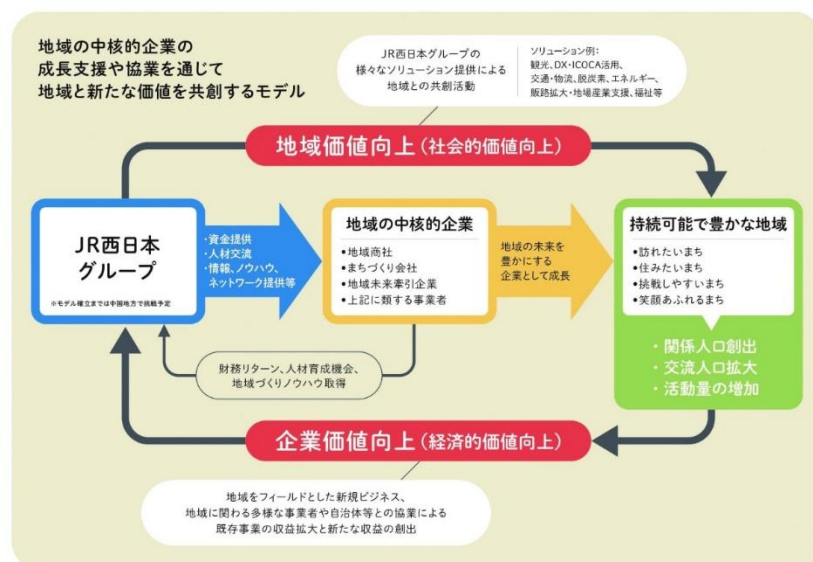 地域の中核的企業の
成長支援や協業を通じて
地域と新たな価値を共創するモデル
JR西日本グループの
様々なソリューション提供による
地域との共創活動
ソリューション例:
観光、DX・ICOCA活用、
交通・物流、脱炭素、エネルギー、
販路拡大・地場産業支援、福祉等
地域価値向上(社会的価値向上)
JR西日本
グループ
※モデル確立までは中国地方で挑戦予定
・資金提供
・人材交流
・情報、ノウハウ、
ネットワーク提供等
地域の中核的企業
•地域商社
•まちづくり会社
•地域未来牽引企業
•上記に類する事業者
地域の未来を
豊かにする
企業として成長
持続可能で豊かな地域
•訪れたいまち
•住みたいまち
•挑戦しやすいまち
•笑顔あふれるまち
・関係人口創出
・交流人口拡大
・活動量の増加
財務リターン、人材育成機会、
地域づくりノウハウ取得
企業価値向上(経済的価値向上)
地域をフィールドとした新規ビジネス、
地域に関わる多様な事業者や自治体等との協業による
既存事業の収益拡大と新たな収益の創出